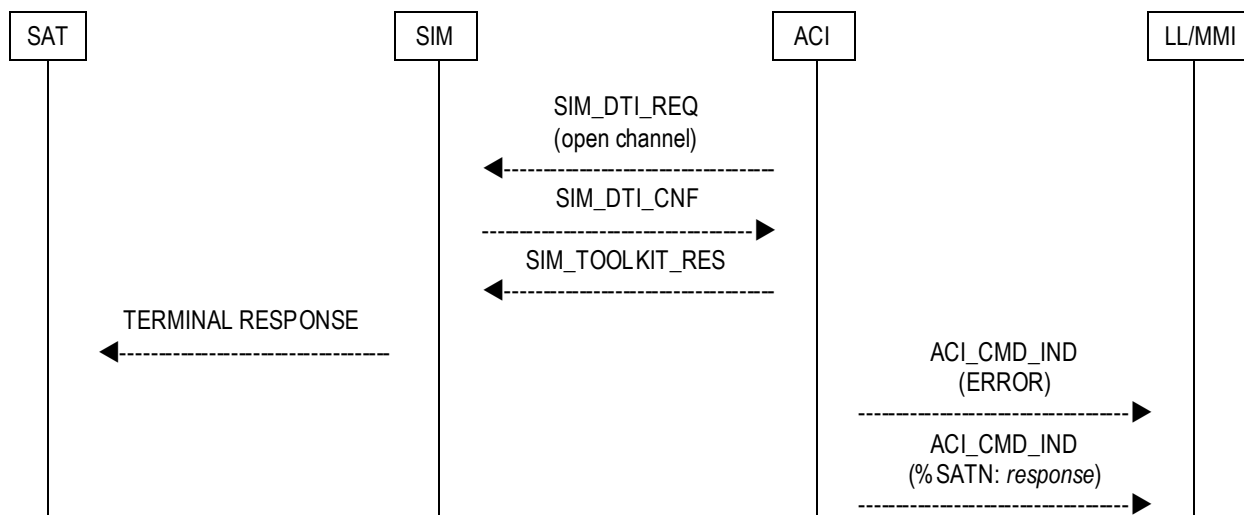 SAT
SIM
ACI
LL/MMI
SIM_DTI_REQ
(open channel)
SIM_DTI_CNF
SIM_TOOLKIT_RES
TERMINAL RESPONSE
ACI_CMD_IND
(ERROR)
ACI_CMD_IND
(%SATN: response)